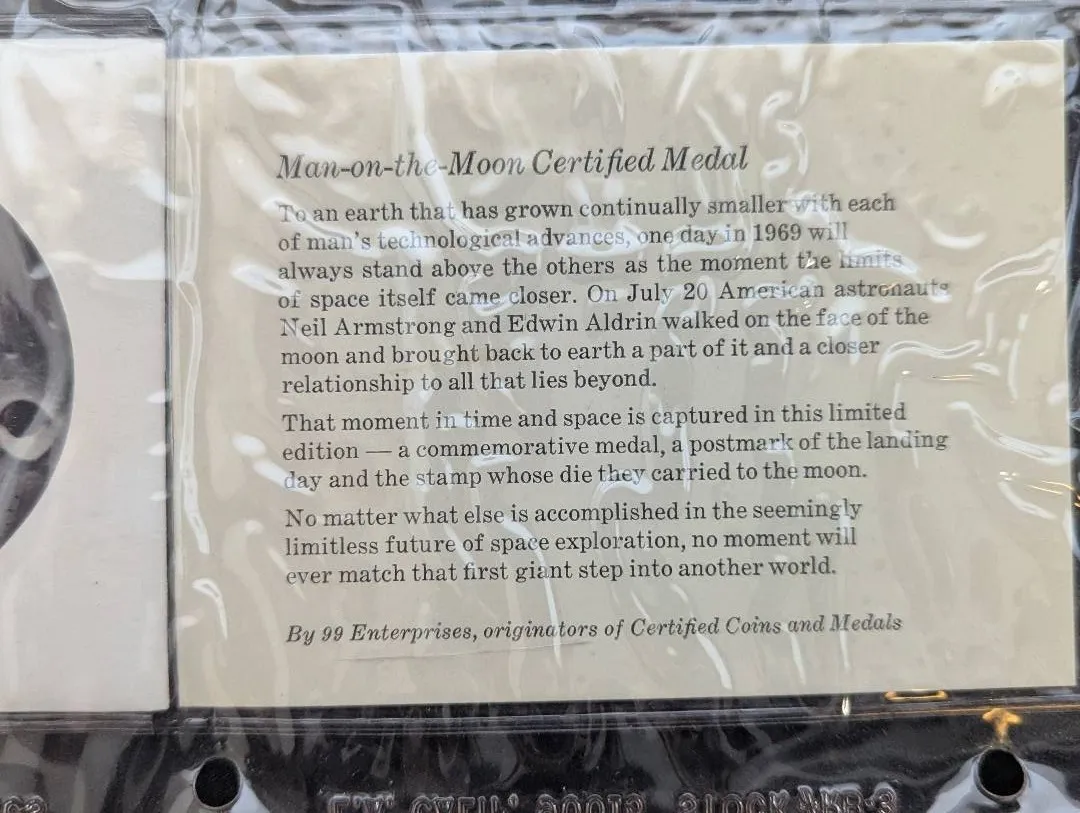 Man-on-the-Moon Certified Medal
To an earth that has grown continually smaller with each
of man's technological advances, one day in 1969 will
always stand above the others as the moment the limits
of space itself came closer. On July 20 American astronauts
Neil Armstrong and Edwin Aldrin walked on the face of the
moon and brought back to earth a part of it and a closer
relationship to all that lies beyond.
That moment in time and space is captured in this limited
edition — a commemorative medal, a postmark of the landing
day and the stamp whose die they carried to the moon.
No matter what else is accomplished in the seemingly
limitless future of space exploration, no moment will
ever match that first giant step into another world.
By 99 Enterprises, originators of Certified Coins and Medals